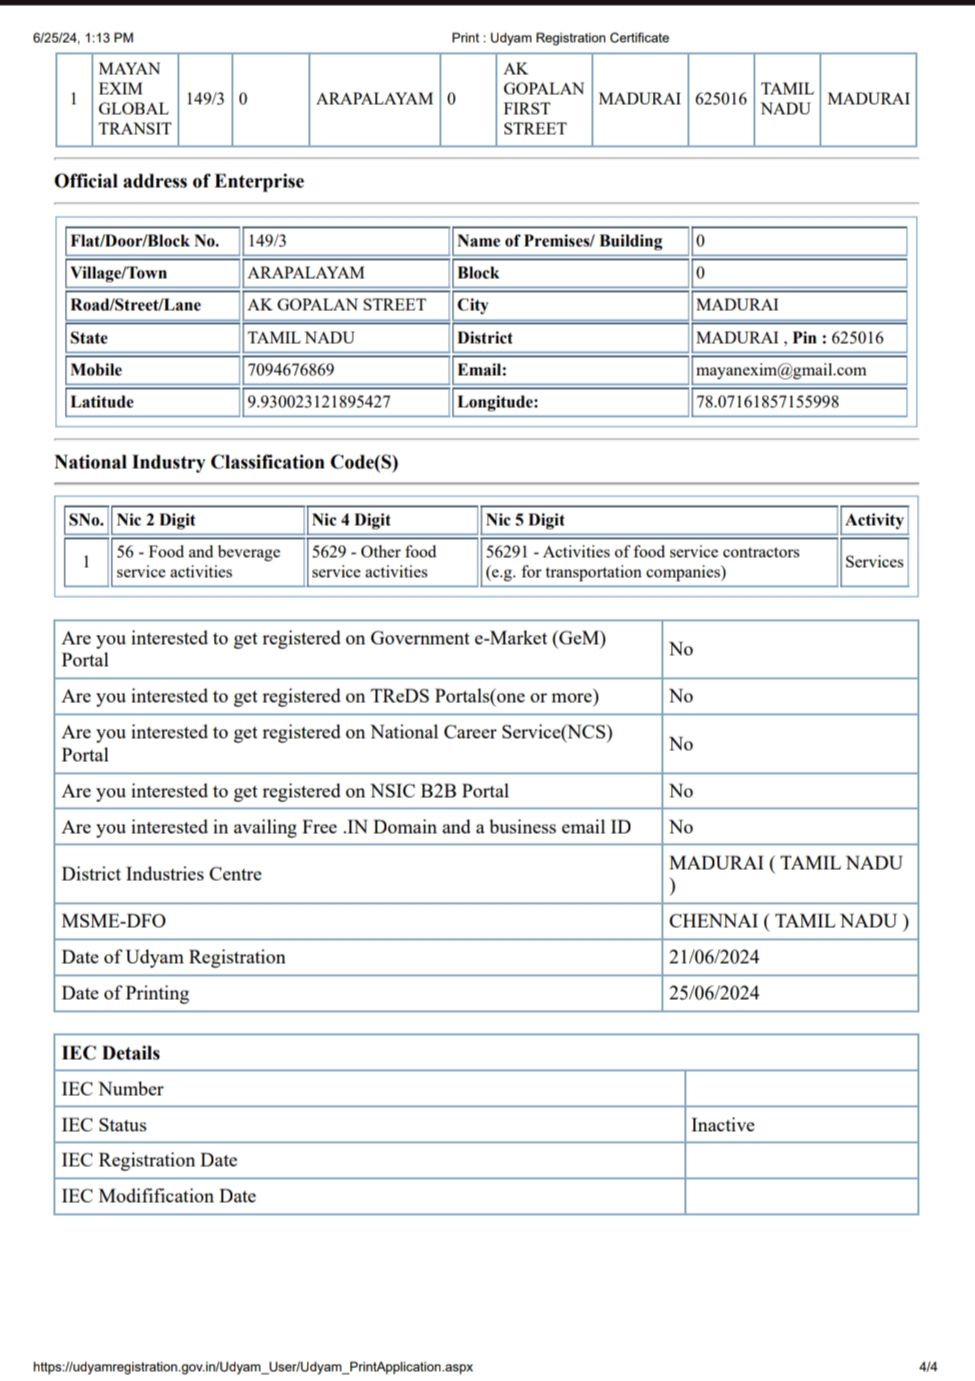 6/25/24, 1:13 PM Print : Udyam Registration Certificate
1 MAYAN EXIM GLOBAL TRANSIT 149/3 0 ARAPALAYAM 0 AK GOPALAN FIRST STREET MADURAI 625016 TAMIL NADU MADURAI
Official address of Enterprise
Flat/Door/Block No. 149/3 Name of Premises/ Building 0
Village/Town ARAPALAYAM Block 0
Road/Street/Lane AK GOPALAN STREET City MADURAI
State TAMIL NADU District MADURAI , Pin : 625016
Mobile 7094676869 Email: mayanexim@gmail.com
Latitude 9.930023121895427 Longitude: 78.07161857155998
National Industry Classification Code(S)
SNo. Nic 2 Digit Nic 4 Digit Nic 5 Digit Activity
1 56 - Food and beverage service activities 5629 - Other food service activities 56291 - Activities of food service contractors (e.g. for transportation companies) Services
Are you interested to get registered on Government e-Market (GeM) Portal No
Are you interested to get registered on TReDS Portals(one or more) No
Are you interested to get registered on National Career Service(NCS) Portal No
Are you interested to get registered on NSIC B2B Portal No
Are you interested in availing Free .IN Domain and a business email ID No
District Industries Centre MADURAI ( TAMIL NADU )
MSME-DFO CHENNAI ( TAMIL NADU )
Date of Udyam Registration 21/06/2024
Date of Printing 25/06/2024
IEC Details
IEC Number
IEC Status Inactive
IEC Registration Date
IEC Modifification Date
https://udyamregistration.gov.in/Udyam_User/Udyam_PrintApplication.aspx 4/4